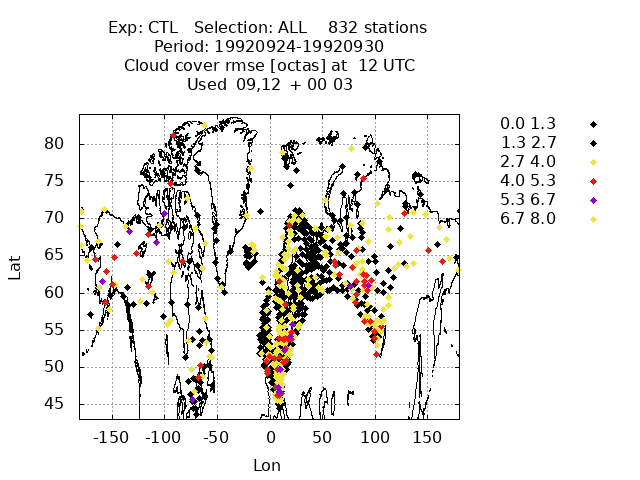 Exp: CTL   Selection: ALL    832 stations
Period: 19920924-19920930
Cloud cover rmse [octas] at  12 UTC
Used  09,12  + 00 03
0.0 1.3
1.3 2.7
2.7 4.0
4.0 5.3
5.3 6.7
6.7 8.0
80
75
70
65
60
55
50
45
Lat
-150 -100 -50 0 50 100 150
Lon